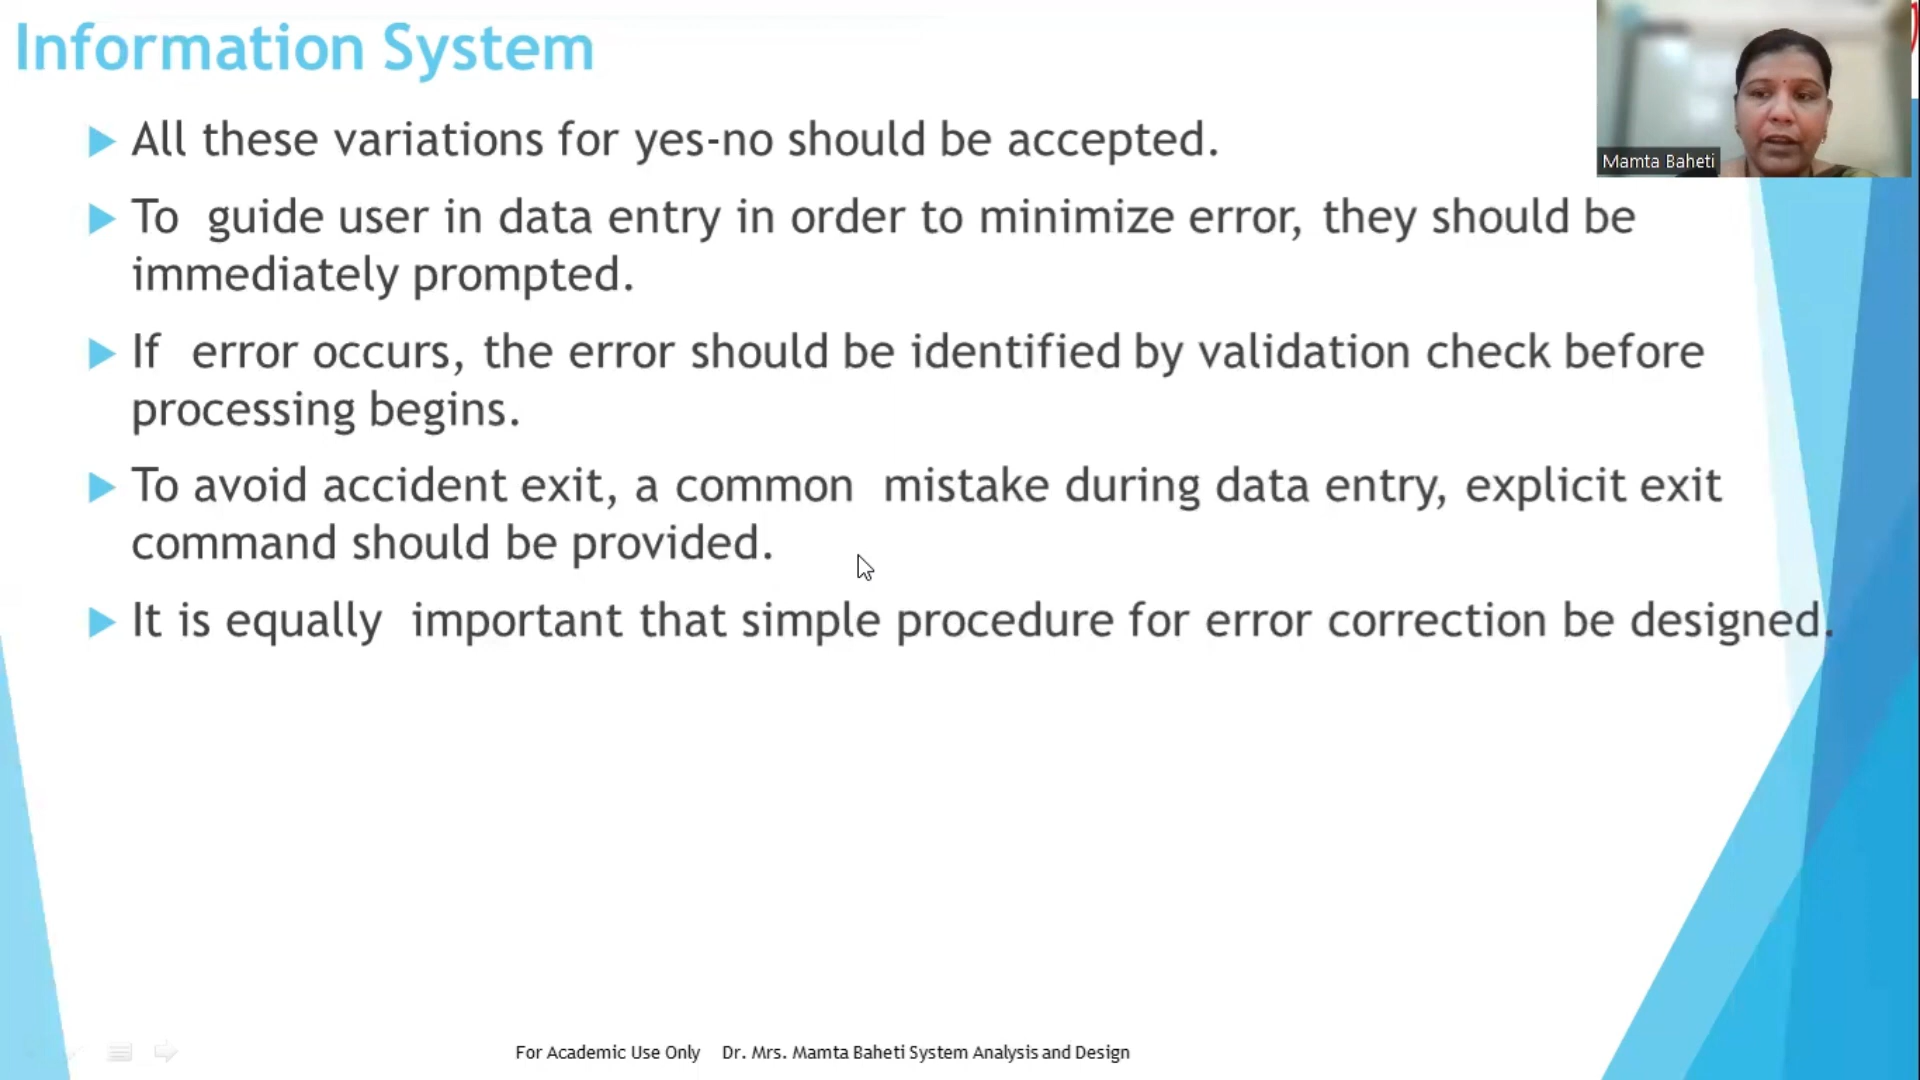 Information System
All these variations for yes-no should be accepted.
To guide user in data entry in order to minimize error, they should be
immediately prompted.
If error occurs, the error should be identified by validation check before
processing begins.
To avoid accident exit, a common mistake during data entry, explicit exit
command should be provided.
It is equally important that simple procedure for error correction be designed.
Mamta Baheti
For Academic Use Only Dr. Mrs. Mamta Baheti System Analysis and Design